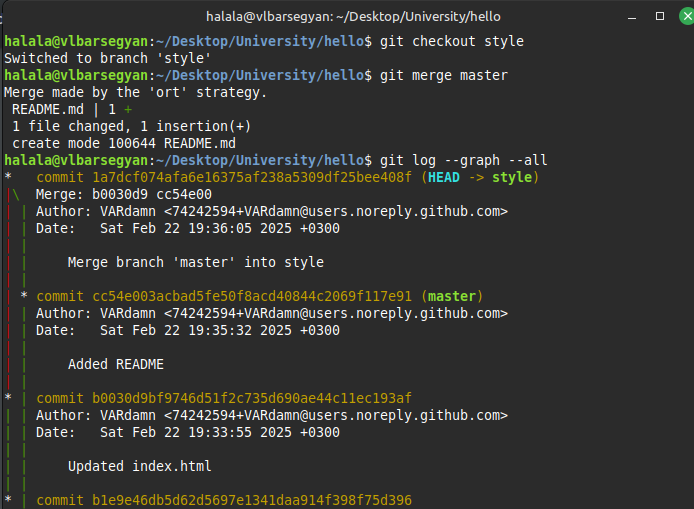 halala@vlbarsegyan: ~/Desktop/University/hello
halala@vlbarsegyan:~/Desktop/University/hello$ git checkout style
Switched to branch 'style'
halala@vlbarsegyan:~/Desktop/University/hello$ git merge master
Merge made by the 'ort' strategy.
 README.md | 1 +
 1 file changed, 1 insertion(+)
 create mode 100644 README.md
halala@vlbarsegyan:~/Desktop/University/hello$ git log --graph --all
*   commit 1a7dcf074afa6e16375af238a5309df25bee408f (HEAD -> style)
|\  Merge: b0030d9 cc54e00
| | Author: VARdamn <74242594+VARdamn@users.noreply.github.com>
| | Date:   Sat Feb 22 19:36:05 2025 +0300
| |
| |     Merge branch 'master' into style
| |
| * commit cc54e003acbad5fe50f8acd40844c2069f117e91 (master)
| | Author: VARdamn <74242594+VARdamn@users.noreply.github.com>
| | Date:   Sat Feb 22 19:35:32 2025 +0300
| |
| |     Added README
| |
* | commit b0030d9bf9746d51f2c735d690ae44c11ec193af
| | Author: VARdamn <74242594+VARdamn@users.noreply.github.com>
| | Date:   Sat Feb 22 19:33:55 2025 +0300
| |
| |     Updated index.html
| |
* | commit b1e9e46db5d62d5697e1341daa914f398f75d396